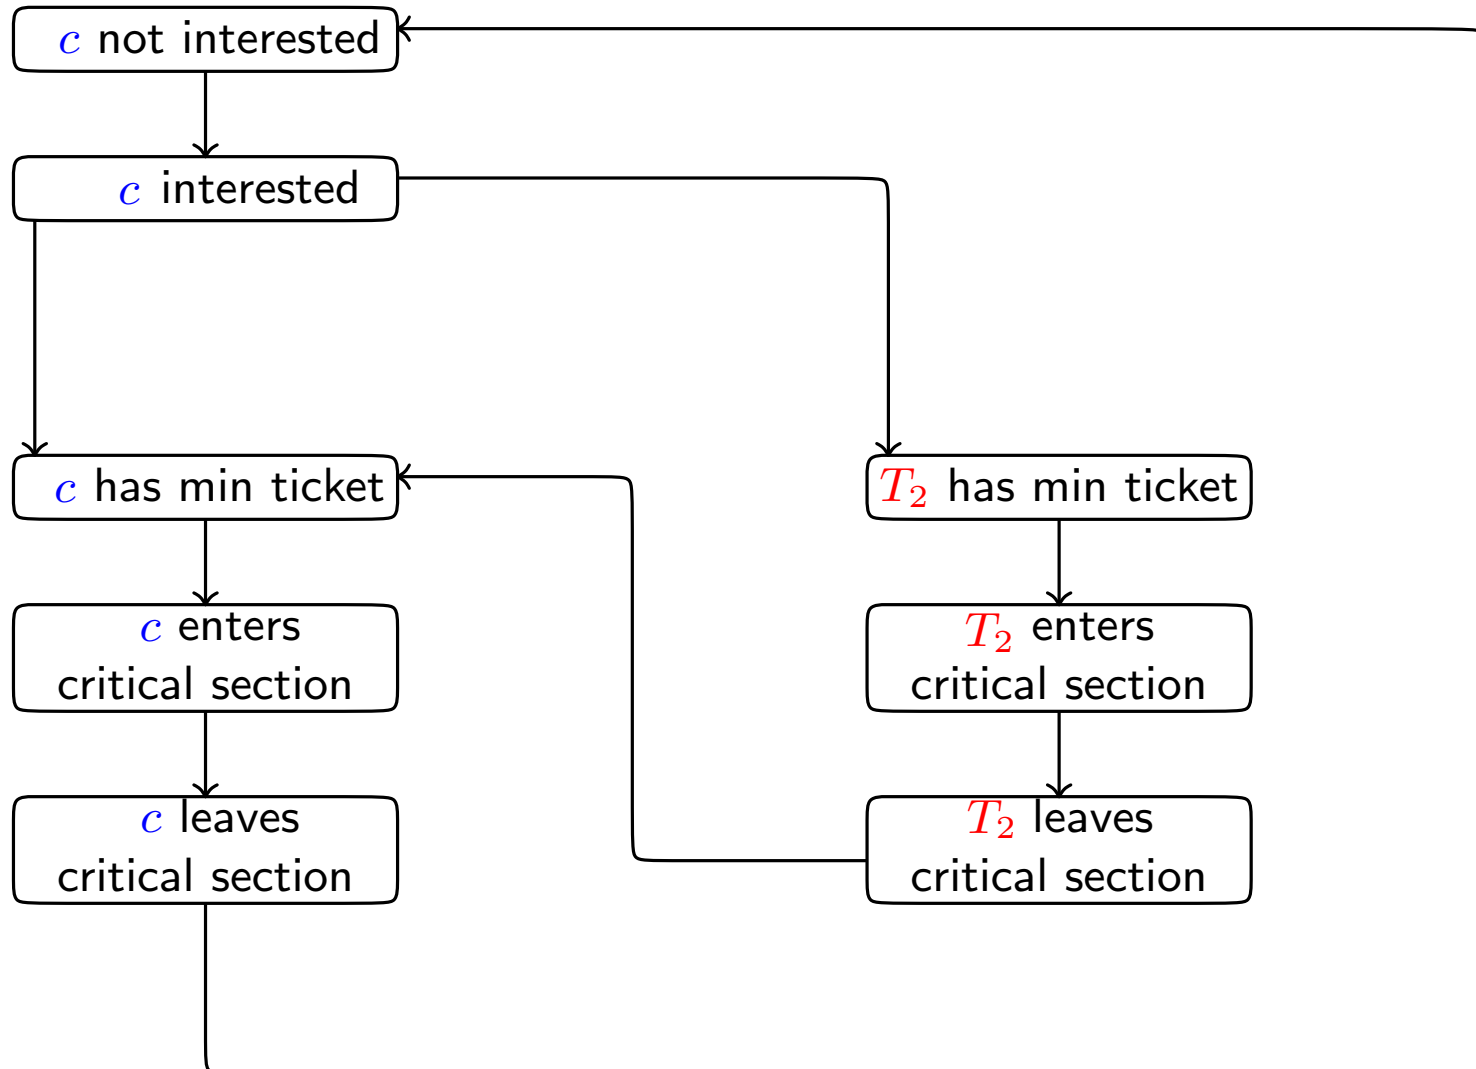 c not interested
c interested
c has min ticket
T₂ has min ticket
c enters
critical section
T₂ enters
critical section
c leaves
critical section
T₂ leaves
critical section